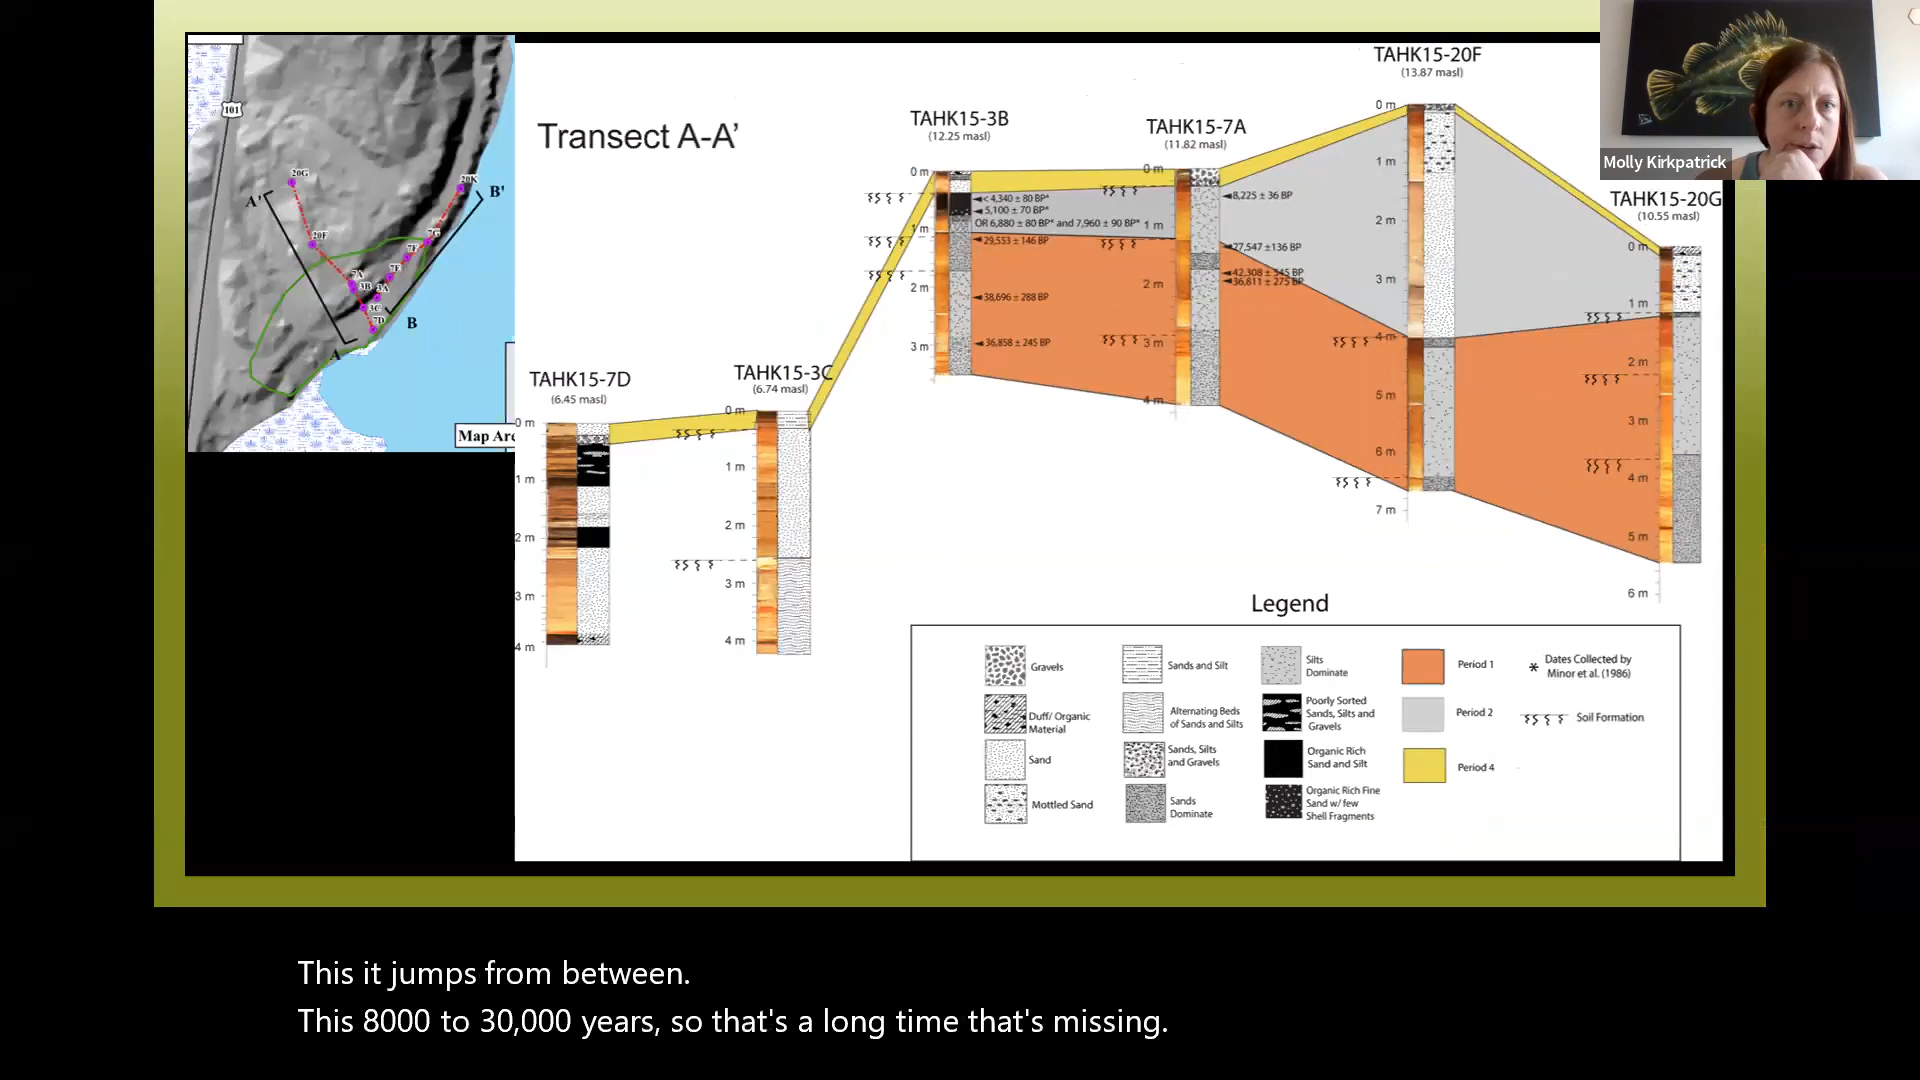 Molly Kirkpatrick
101
20G
A'
20F
7A
3B
3A
3C
7D
7E
7F
7G
20K
B'
B
A
Map Are
Transect A-A’
TAHK15-7D
(6.45 masl)
0 m
1 m
2 m
3 m
4 m
TAHK15-3C
(6.74 masl)
0 m
1 m
2 m
3 m
4 m
TAHK15-3B
(12.25 masl)
0 m
1 m
2 m
3 m
< 4,340 ± 80 BP*
5,100 ± 70 BP*
OR 6,880 ± 80 BP* and 7,960 ± 90 BP*
29,553 ± 146 BP
38,696 ± 288 BP
36,858 ± 245 BP
TAHK15-7A
(11.82 masl)
0 m
1 m
2 m
3 m
4 m
8,225 ± 36 BP
27,547 ±136 BP
42,308 ± 545 BP
36,811 ± 275 BP
TAHK15-20F
(13.87 masl)
0 m
1 m
2 m
3 m
4 m
5 m
6 m
7 m
TAHK15-20G
(10.55 masl)
0 m
1 m
2 m
3 m
4 m
5 m
6 m
Legend
Gravels
Duff/ Organic
Material
Sand
Mottled Sand
Sands and Silt
Alternating Beds
of Sands and Silts
Sands, Silts
and Gravels
Sands
Dominate
Silts
Dominate
Poorly Sorted
Sands, Silts and
Gravels
Organic Rich
Sand and Silt
Organic Rich Fine
Sand w/ few
Shell Fragments
Period 1
Period 2
Period 4
* Dates Collected by
Minor et al. (1986)
Soil Formation
This it jumps from between.
This 8000 to 30,000 years, so that's a long time that's missing.